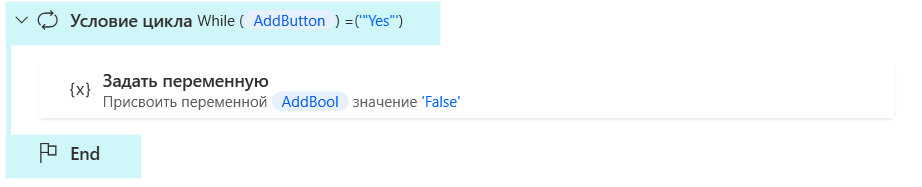 Условие цикла While ( AddButton ) =('"Yes"')
{x} Задать переменную
Присвоить переменной AddBool значение 'False'
End